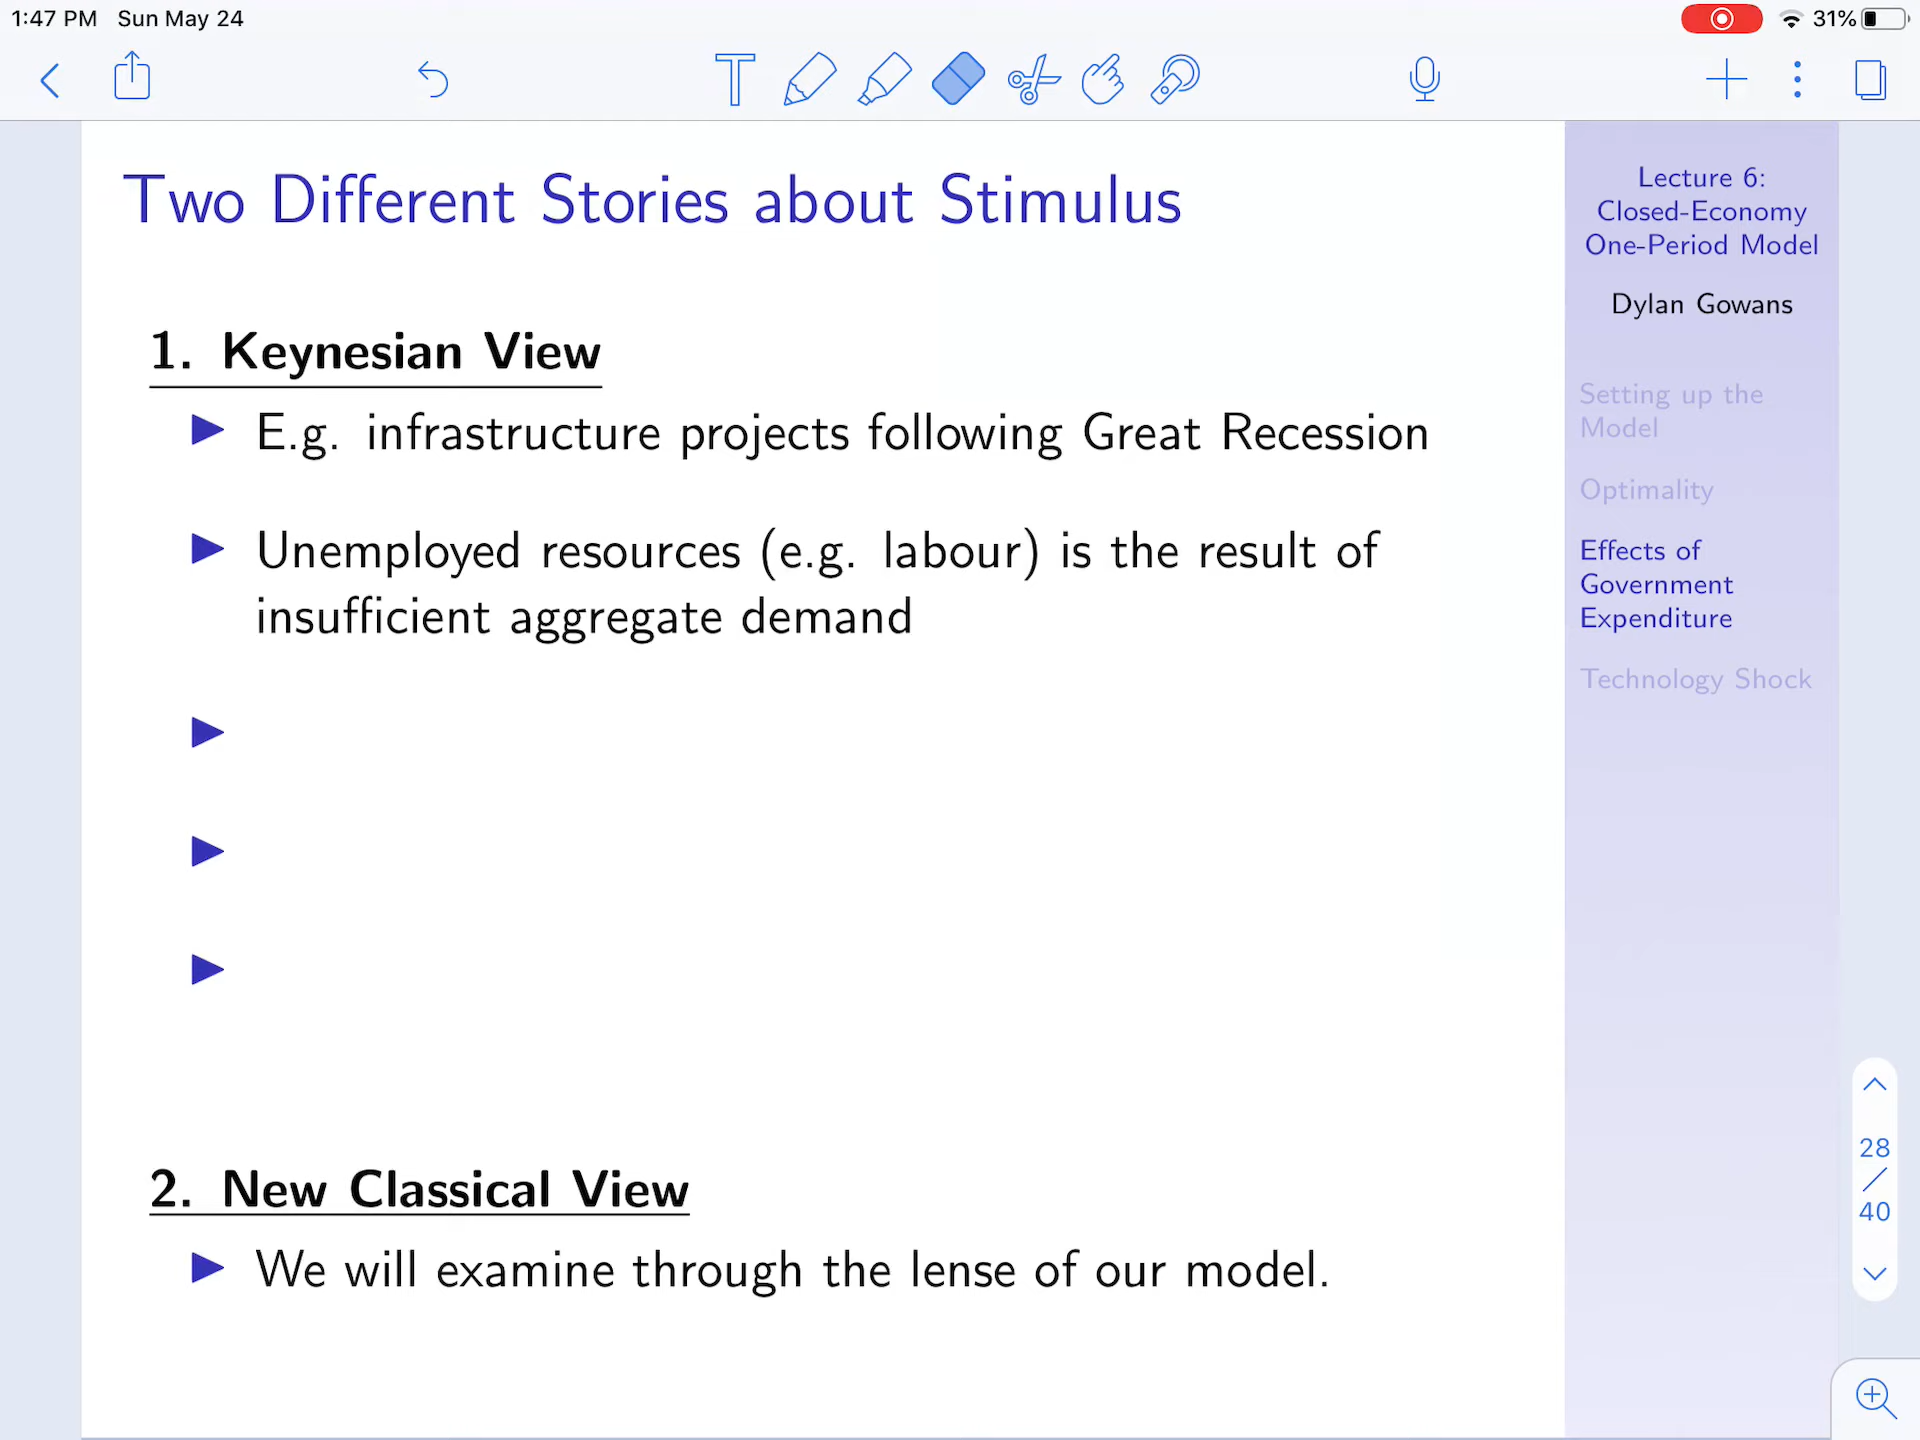 1:47 PM Sun May 24
31%
Two Different Stories about Stimulus
1. Keynesian View
E.g. infrastructure projects following Great Recession
Unemployed resources (e.g. labour) is the result of
insufficient aggregate demand
2. New Classical View
We will examine through the lense of our model.
Lecture 6:
Closed-Economy
One-Period Model
Dylan Gowans
Setting up the
Model
Optimality
Effects of
Government
Expenditure
Technology Shock
28
/
40